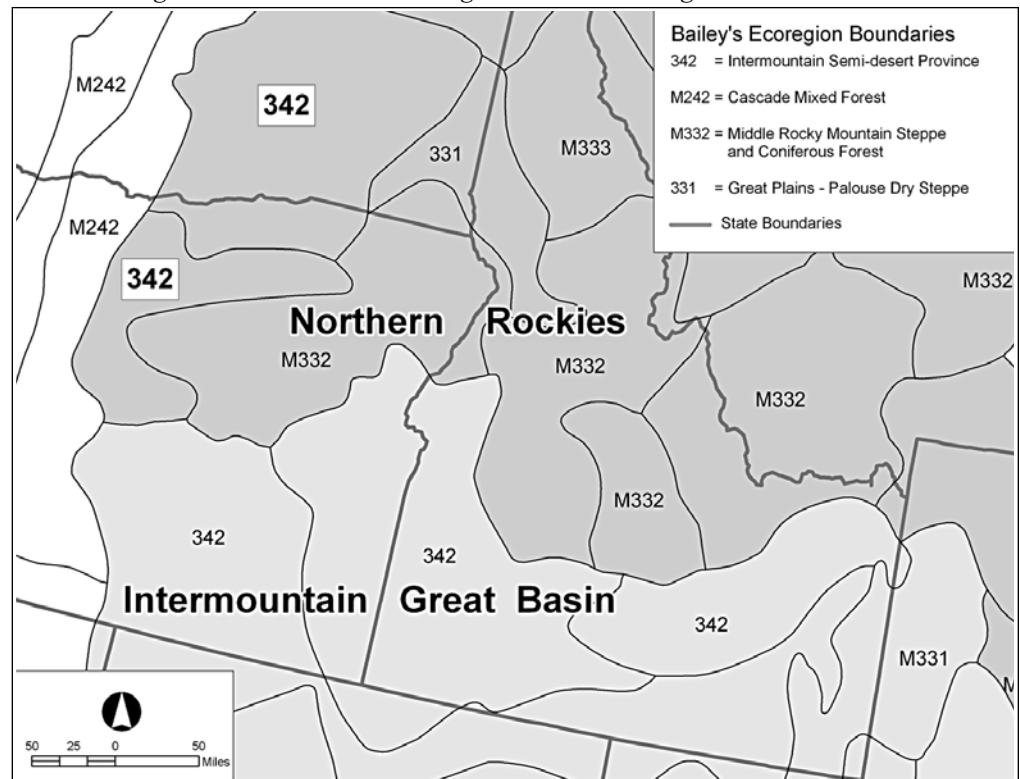 Bailey's Ecoregion Boundaries
342 = Intermountain Semi-desert Province
M242 = Cascade Mixed Forest
M332 = Middle Rocky Mountain Steppe
and Coniferous Forest
331 = Great Plains - Palouse Dry Steppe
State Boundaries
M242
342
331
M333
M242
342
M332
Northern Rockies
M332
M332
M332
M332
342
342
Intermountain Great Basin
342
M331
50 25 0 50
Miles